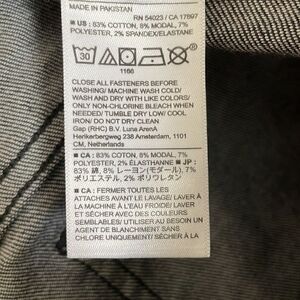 MADE IN PAKISTAN
RN 54023 / CA 17897
■ US : 83% COTTON, 8% MODAL, 7%
POLYESTER, 2% SPANDEX/ELASTANE
30
1166
CLOSE ALL FASTENERS BEFORE
WASHING/ MACHINE WASH COLD/
WASH AND DRY WITH LIKE COLORS/
ONLY NON-CHLORINE BLEACH WHEN
NEEDED/ TUMBLE DRY LOW/ COOL
IRON/ DO NOT DRY CLEAN
Gap (RHC) B.V. Luna ArenA
Herikerbergweg 238 Amsterdam, 1101
CM, Netherlands
■ CA : 83% COTON, 8% MODAL, 7%
POLYESTER, 2% ÉLASTHANNE ■ JP :
83% 綿, 8% レーヨン(モダール), 7%
ポリエステル, 2% ポリウレタン
■ CA : FERMER TOUTES LES
ATTACHES AVANT LE LAVAGE/ LAVER
À LA MACHINE À L'EAU FROIDE/ LAVER
ET SÉCHER AVEC DES COULEURS
SEMBLABLES/ UTILISER AU BESOIN UN
AGENT DE BLANCHIMENT SANS
CHLORE UNIQUEMENT/ SÉCHER À LA